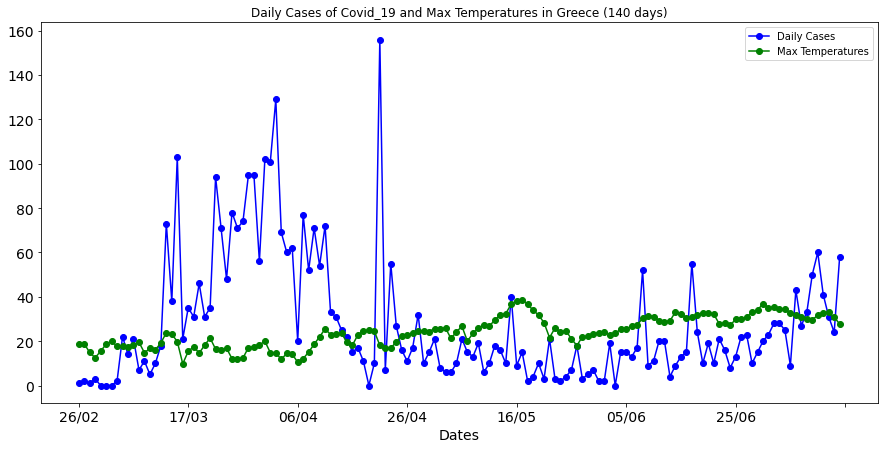 Daily Cases of Covid_19 and Max Temperatures in Greece (140 days)
Daily Cases
Max Temperatures
160
140
120
100
80
60
40
20
0
26/02 17/03 06/04 26/04 16/05 05/06 25/06
Dates